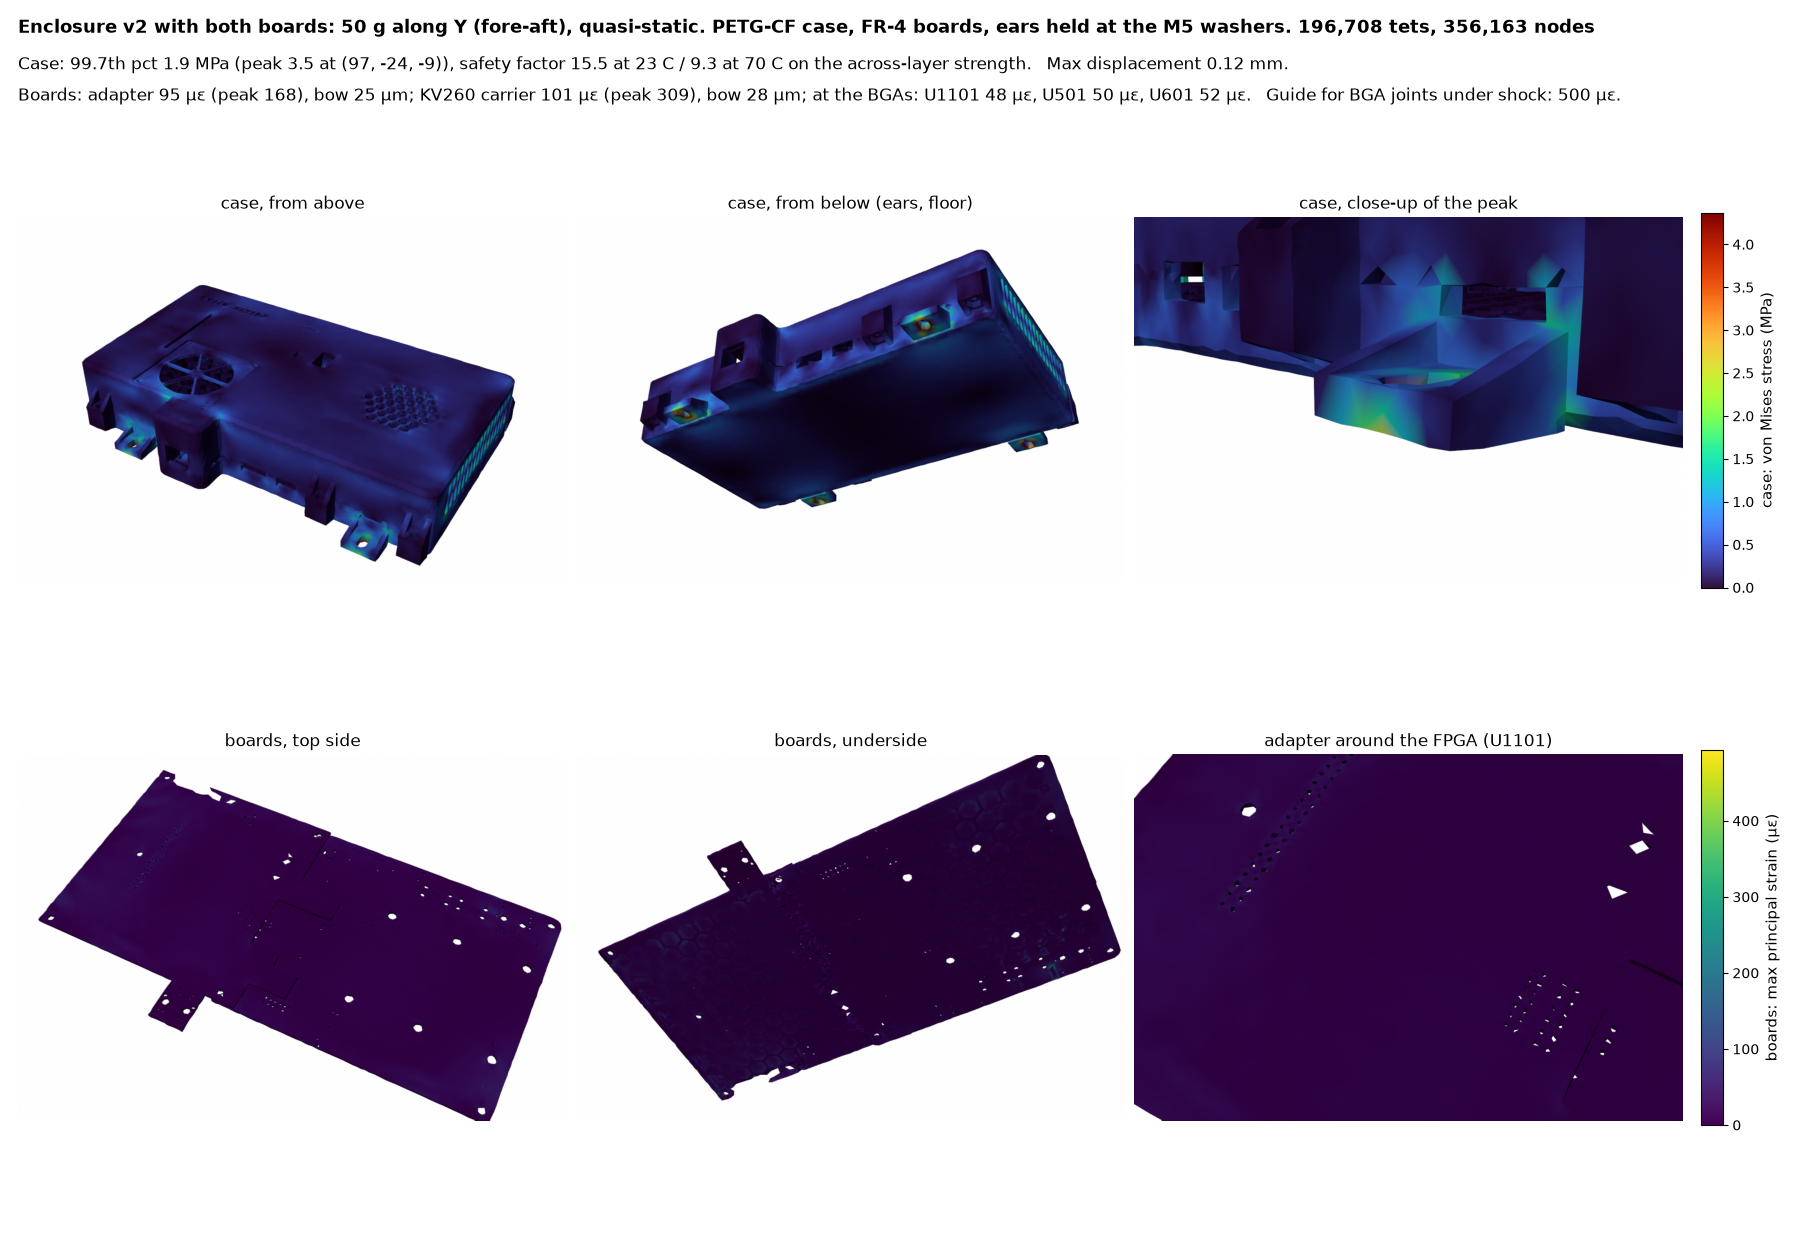 Enclosure v2 with both boards: 50 g along Y (fore-aft), quasi-static. PETG-CF case, FR-4 boards, ears held at the M5 washers. 196,708 tets, 356,163 nodes
Case: 99.7th pct 1.9 MPa (peak 3.5 at (97, -24, -9)), safety factor 15.5 at 23 C / 9.3 at 70 C on the across-layer strength.   Max displacement 0.12 mm.
Boards: adapter 95 µε (peak 168), bow 25 µm; KV260 carrier 101 µε (peak 309), bow 28 µm; at the BGAs: U1101 48 µε, U501 50 µε, U601 52 µε.   Guide for BGA joints under shock: 500 µε.
case, from above
case, from below (ears, floor)
case, close-up of the peak
4.0
3.5
3.0
2.5
2.0
1.5
1.0
0.5
0.0
case: von Mises stress (MPa)
boards, top side
boards, underside
adapter around the FPGA (U1101)
400
300
200
100
0
boards: max principal strain (µε)